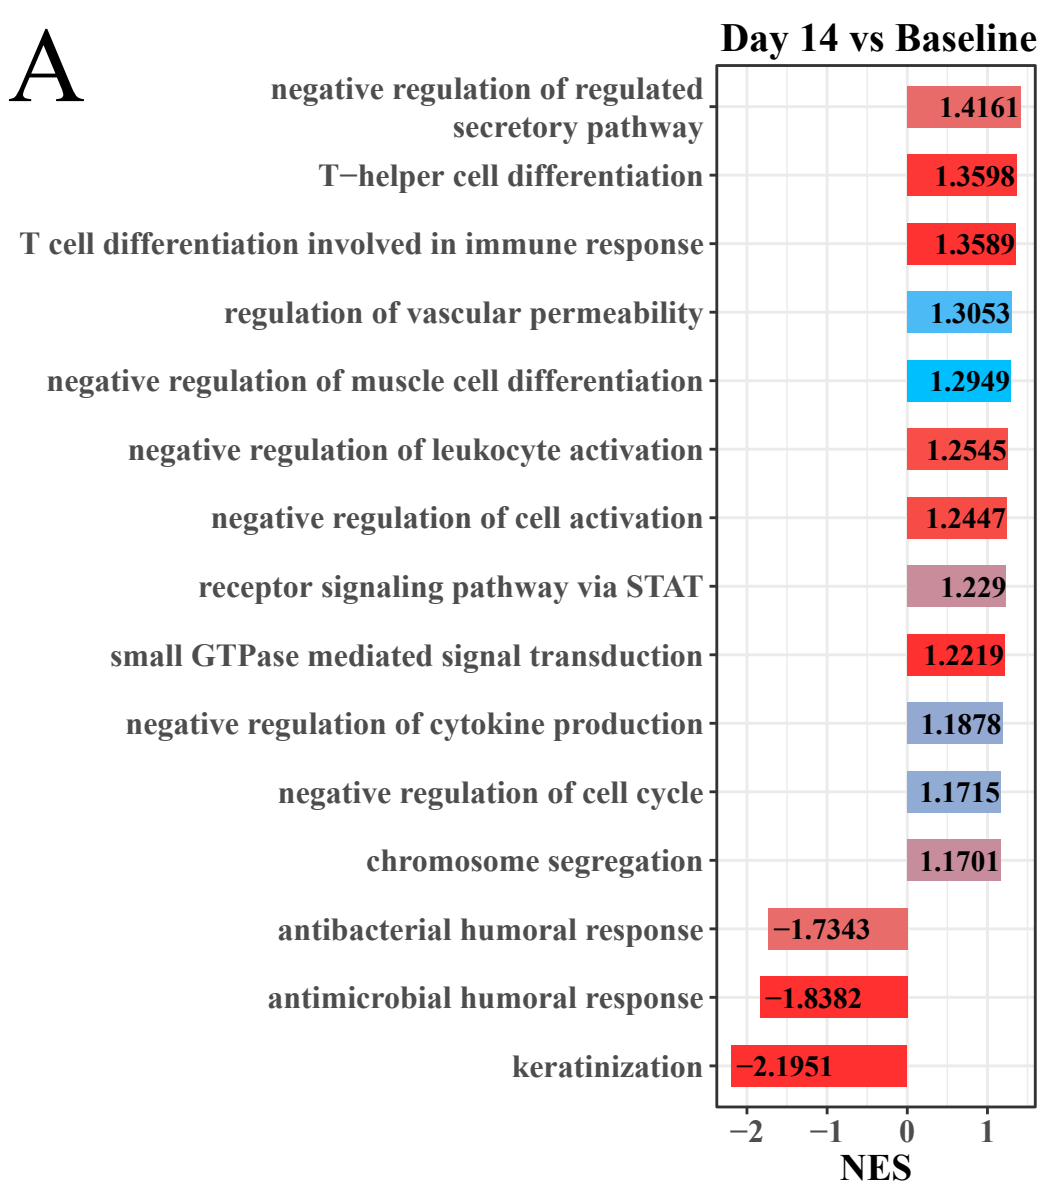 A
Day 14 vs Baseline
negative regulation of regulated
secretory pathway
1.4161
T−helper cell differentiation
1.3598
T cell differentiation involved in immune response
1.3589
regulation of vascular permeability
1.3053
negative regulation of muscle cell differentiation
1.2949
negative regulation of leukocyte activation
1.2545
negative regulation of cell activation
1.2447
receptor signaling pathway via STAT
1.229
small GTPase mediated signal transduction
1.2219
negative regulation of cytokine production
1.1878
negative regulation of cell cycle
1.1715
chromosome segregation
1.1701
antibacterial humoral response
−1.7343
antimicrobial humoral response
−1.8382
keratinization
−2.1951
−2 −1 0 1
NES